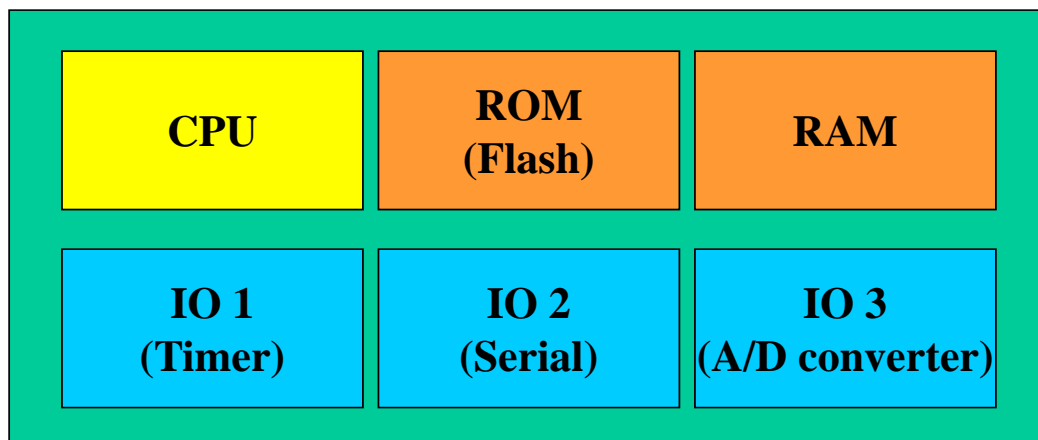 CPU
ROM
(Flash)
RAM
IO 1
(Timer)
IO 2
(Serial)
IO 3
(A/D converter)